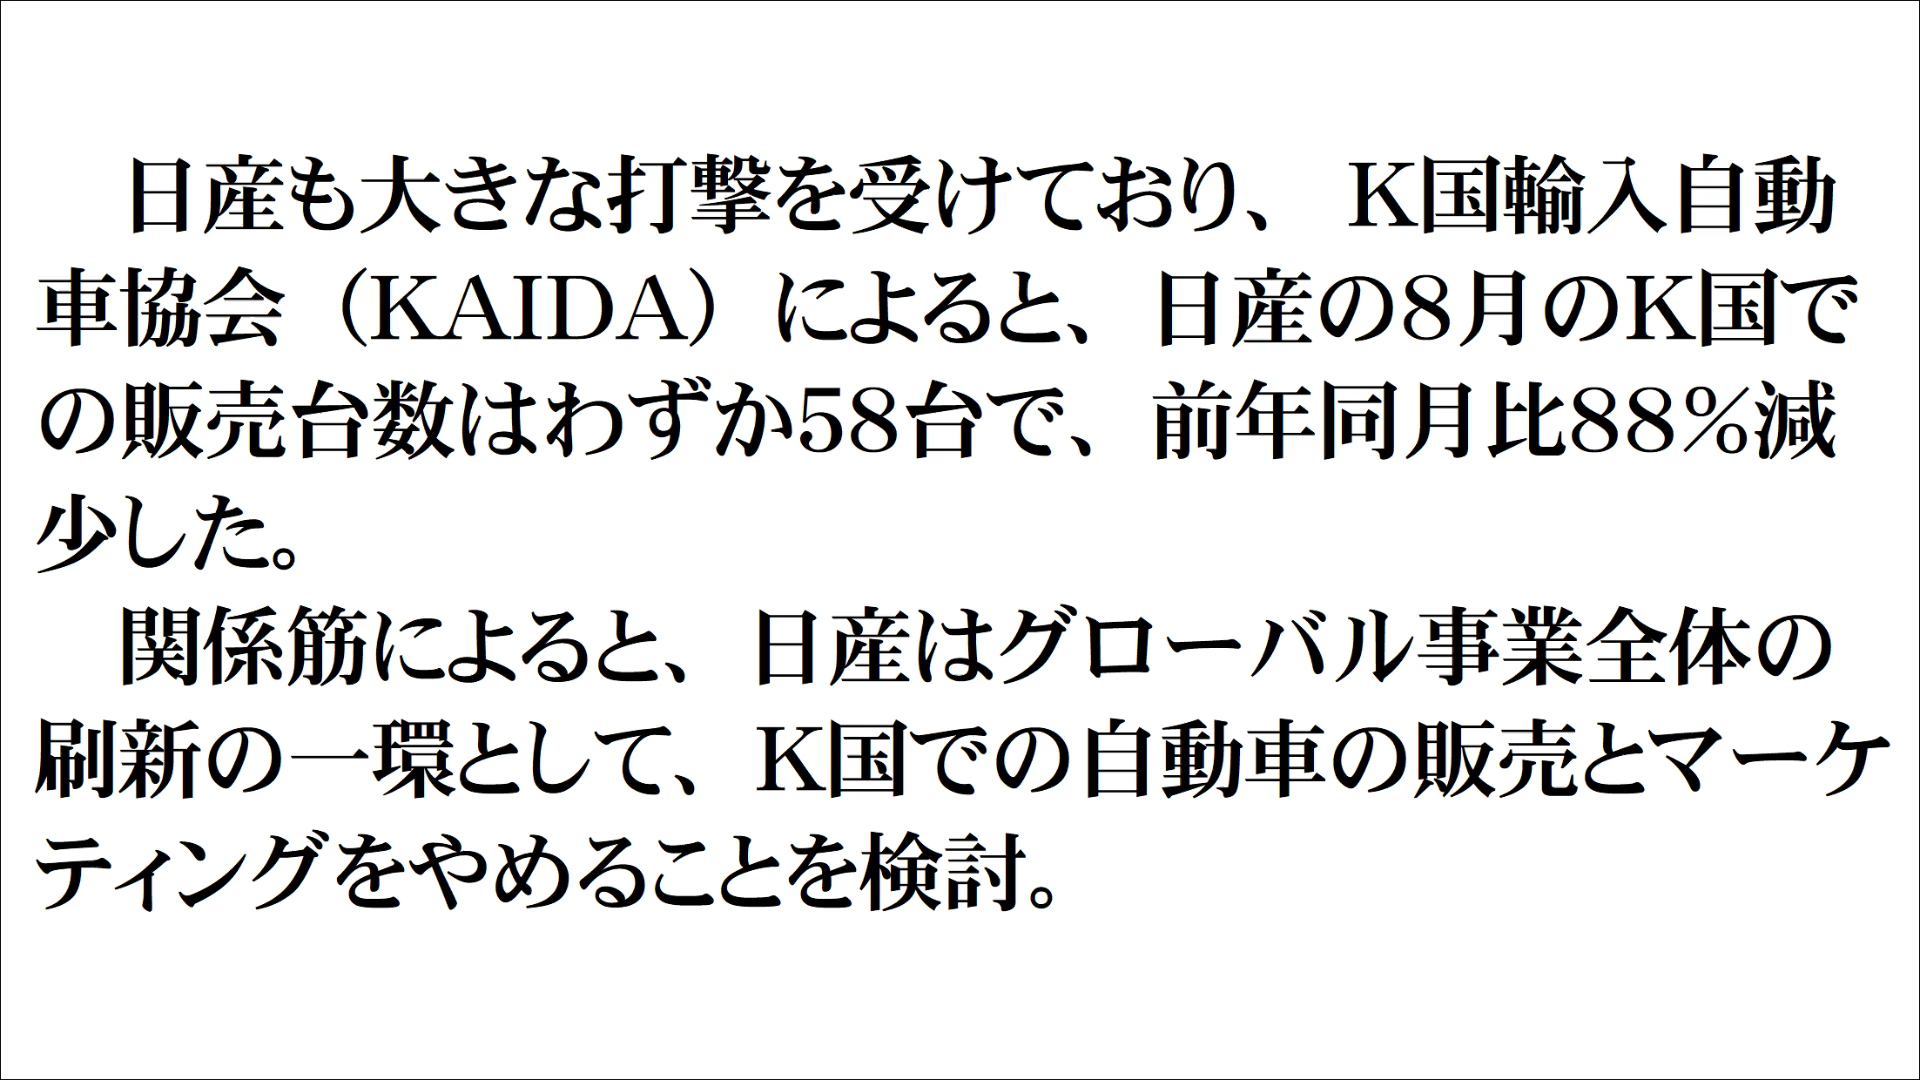 日産も大きな打撃を受けており、 K国輸入自動
車協会（KAIDA）によると、日産の8月のK国で
の販売台数はわずか58台で、前年同月比88%減
少した。
　関係筋によると、日産はグローバル事業全体の
刷新の一環として、K国での自動車の販売とマーケ
ティングをやめることを検討。